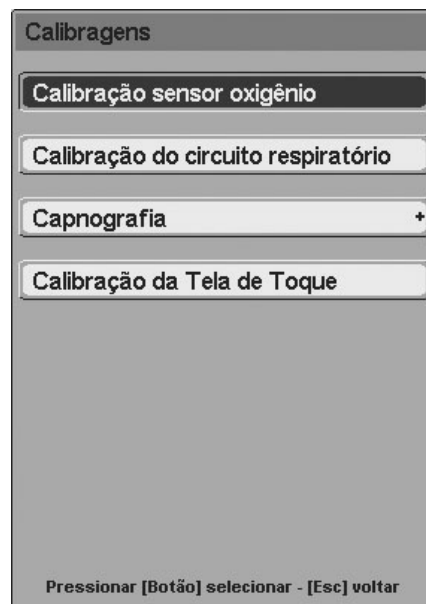 Calibragens
Calibração sensor oxigênio
Calibração do circuito respiratório
Capnografia +
Calibração da Tela de Toque
Pressionar [Botão] selecionar - [Esc] voltar